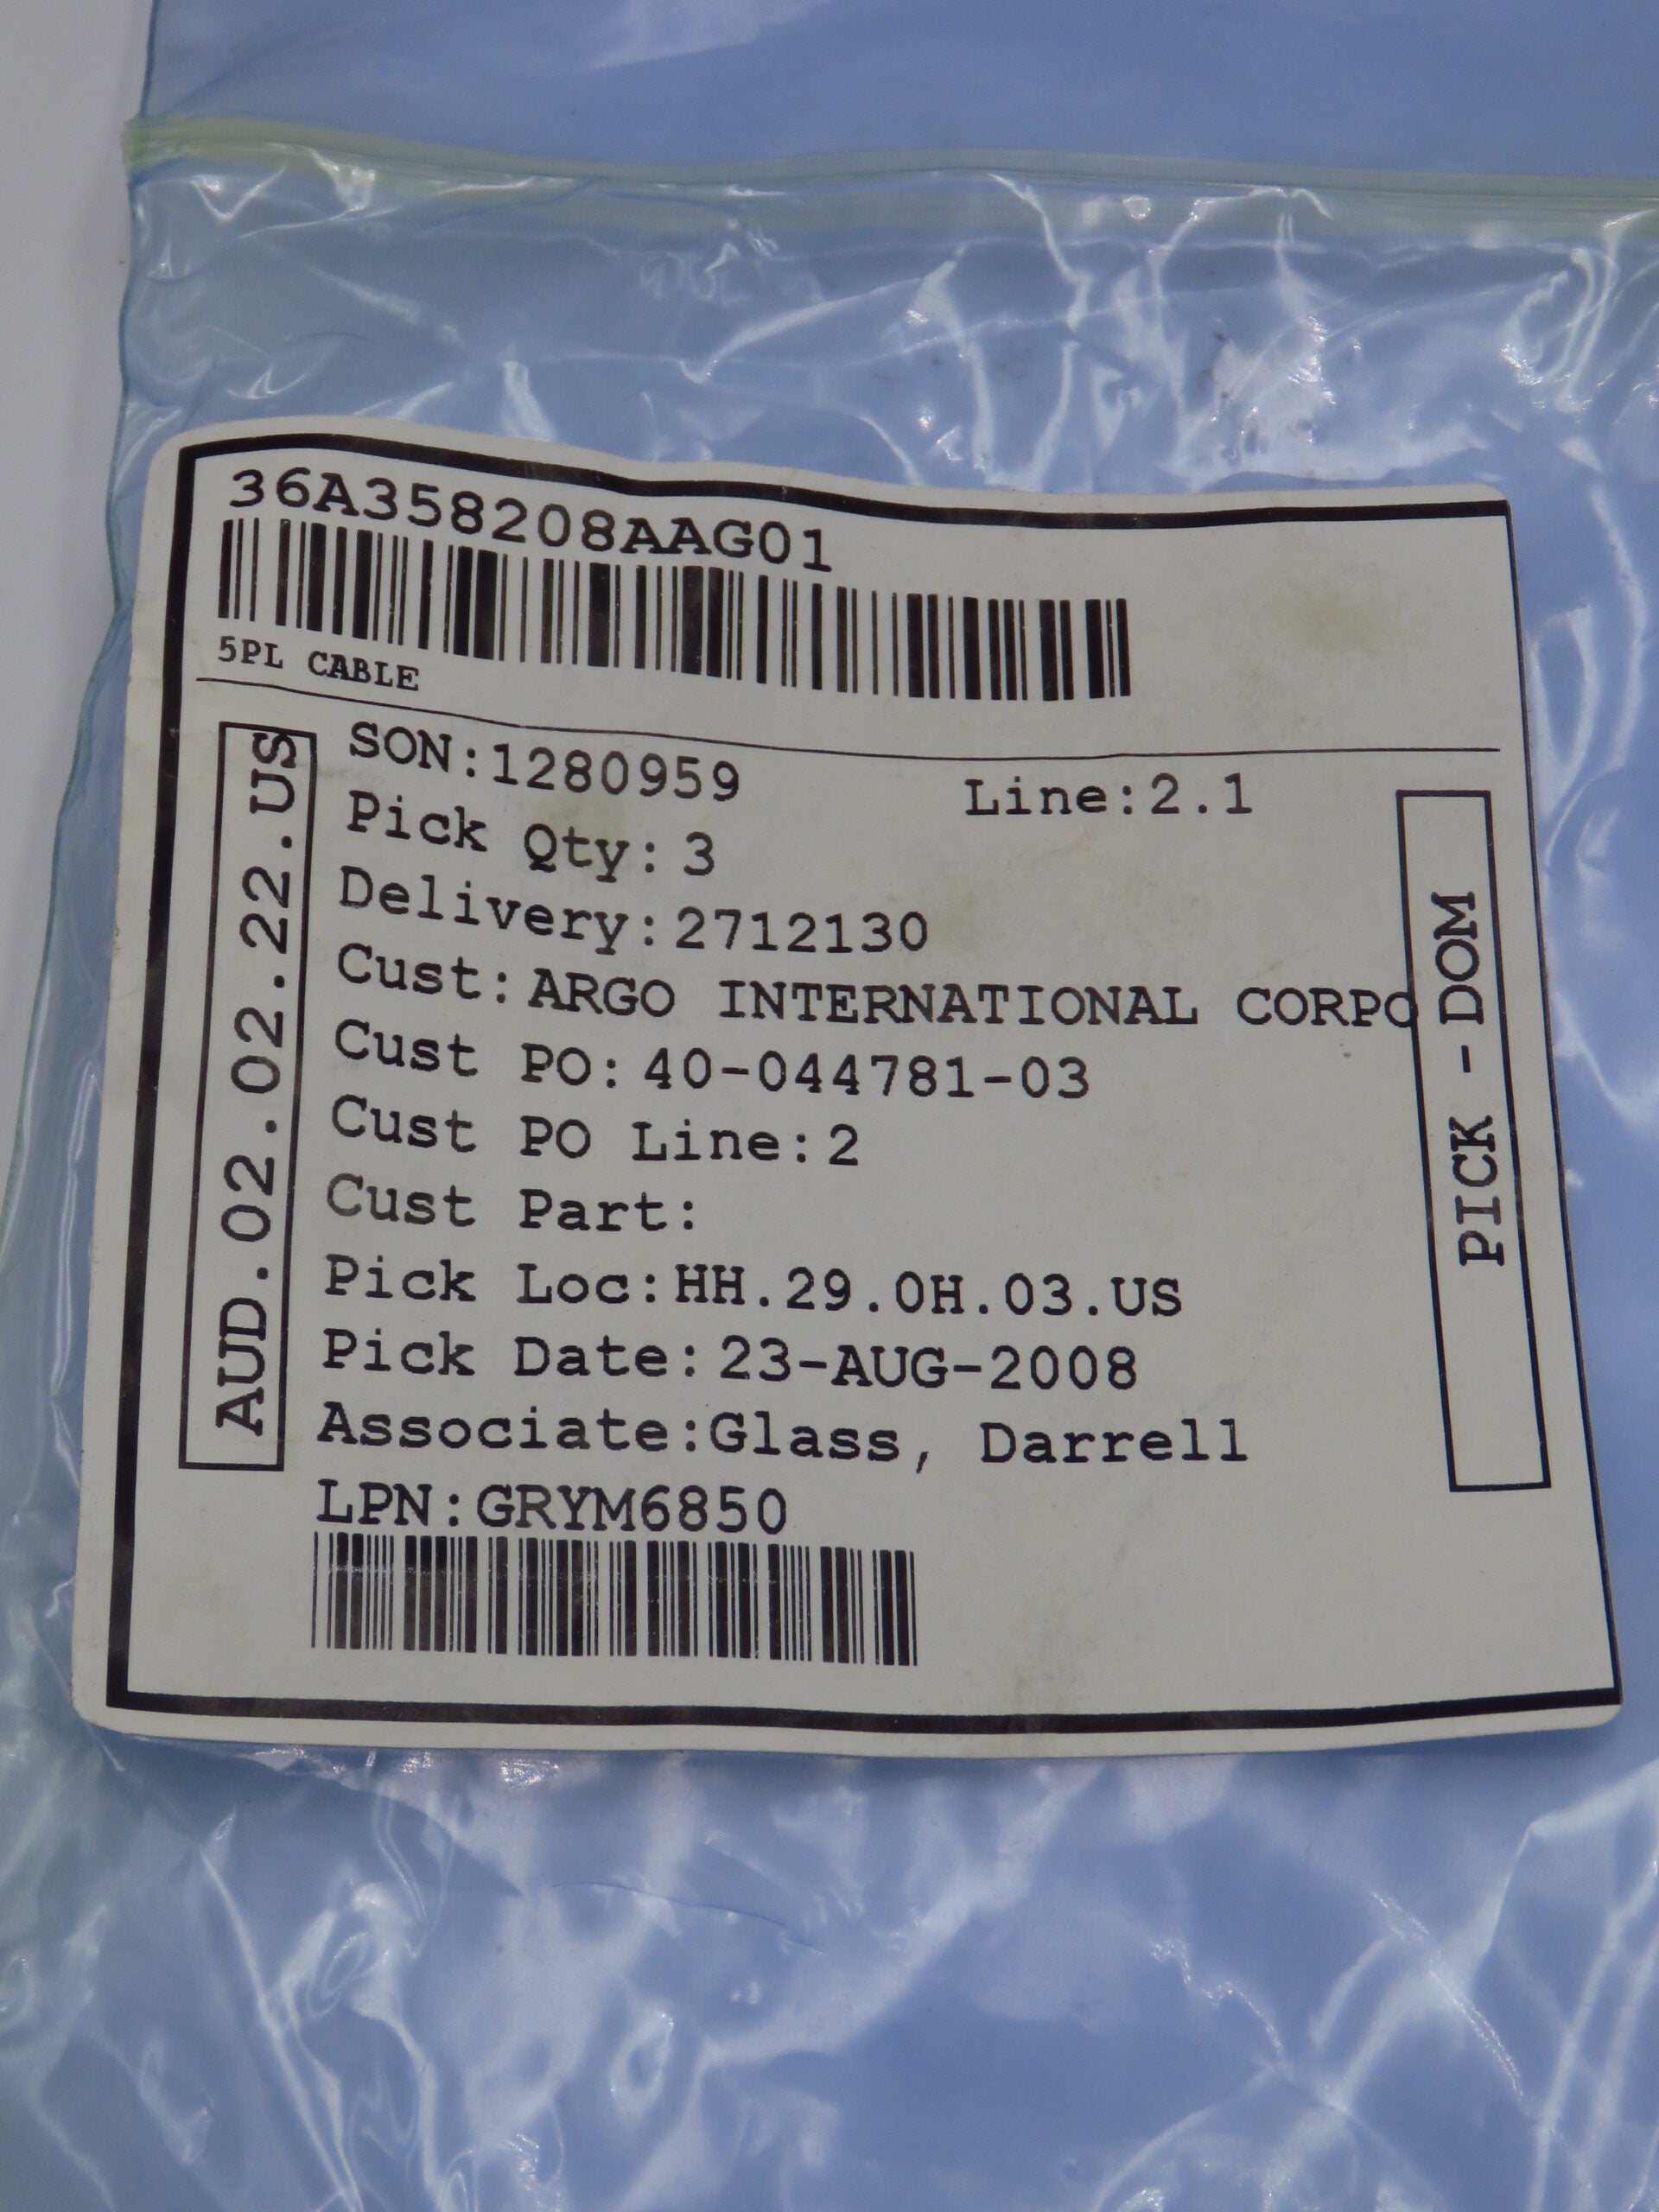 36A358208AAG01
5PL CABLE
SON:1280959 Line:2.1
Pick Qty:3
Delivery:2712130
Cust:ARGO INTERNATIONAL CORPO
Cust PO:40-044781-03
Cust PO Line:2
Cust Part:
Pick Loc:HH.29.0H.03.US
Pick Date:23-AUG-2008
Associate:Glass, Darrell
LPN:GRYM6850
AUD.02.02.22.US
PICK -DOM